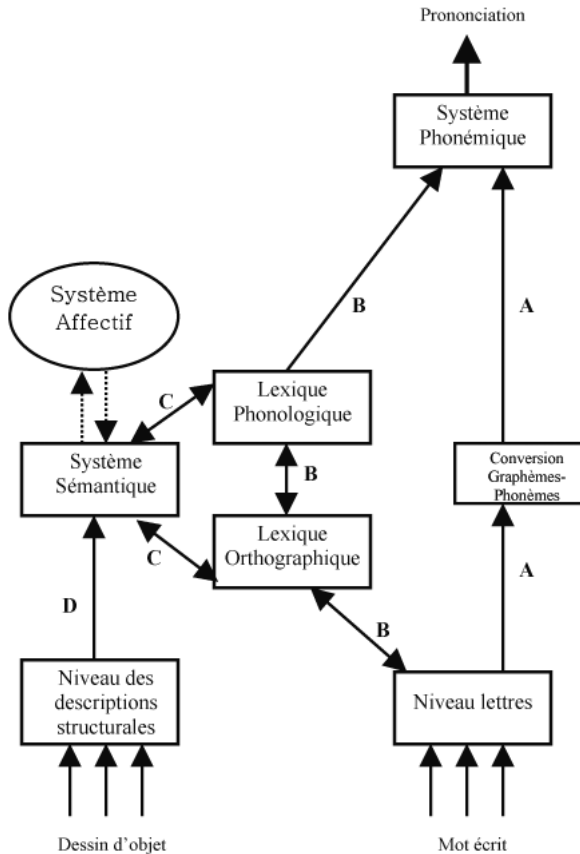 Prononciation
Système
Phonémique
Système
Affectif
B
A
C
Lexique
Phonologique
Système
Sémantique
B
Conversion
Graphèmes-
Phonèmes
Lexique
Orthographique
C
A
D
B
Niveau des
descriptions
structurales
Niveau lettres
Dessin d'objet
Mot écrit